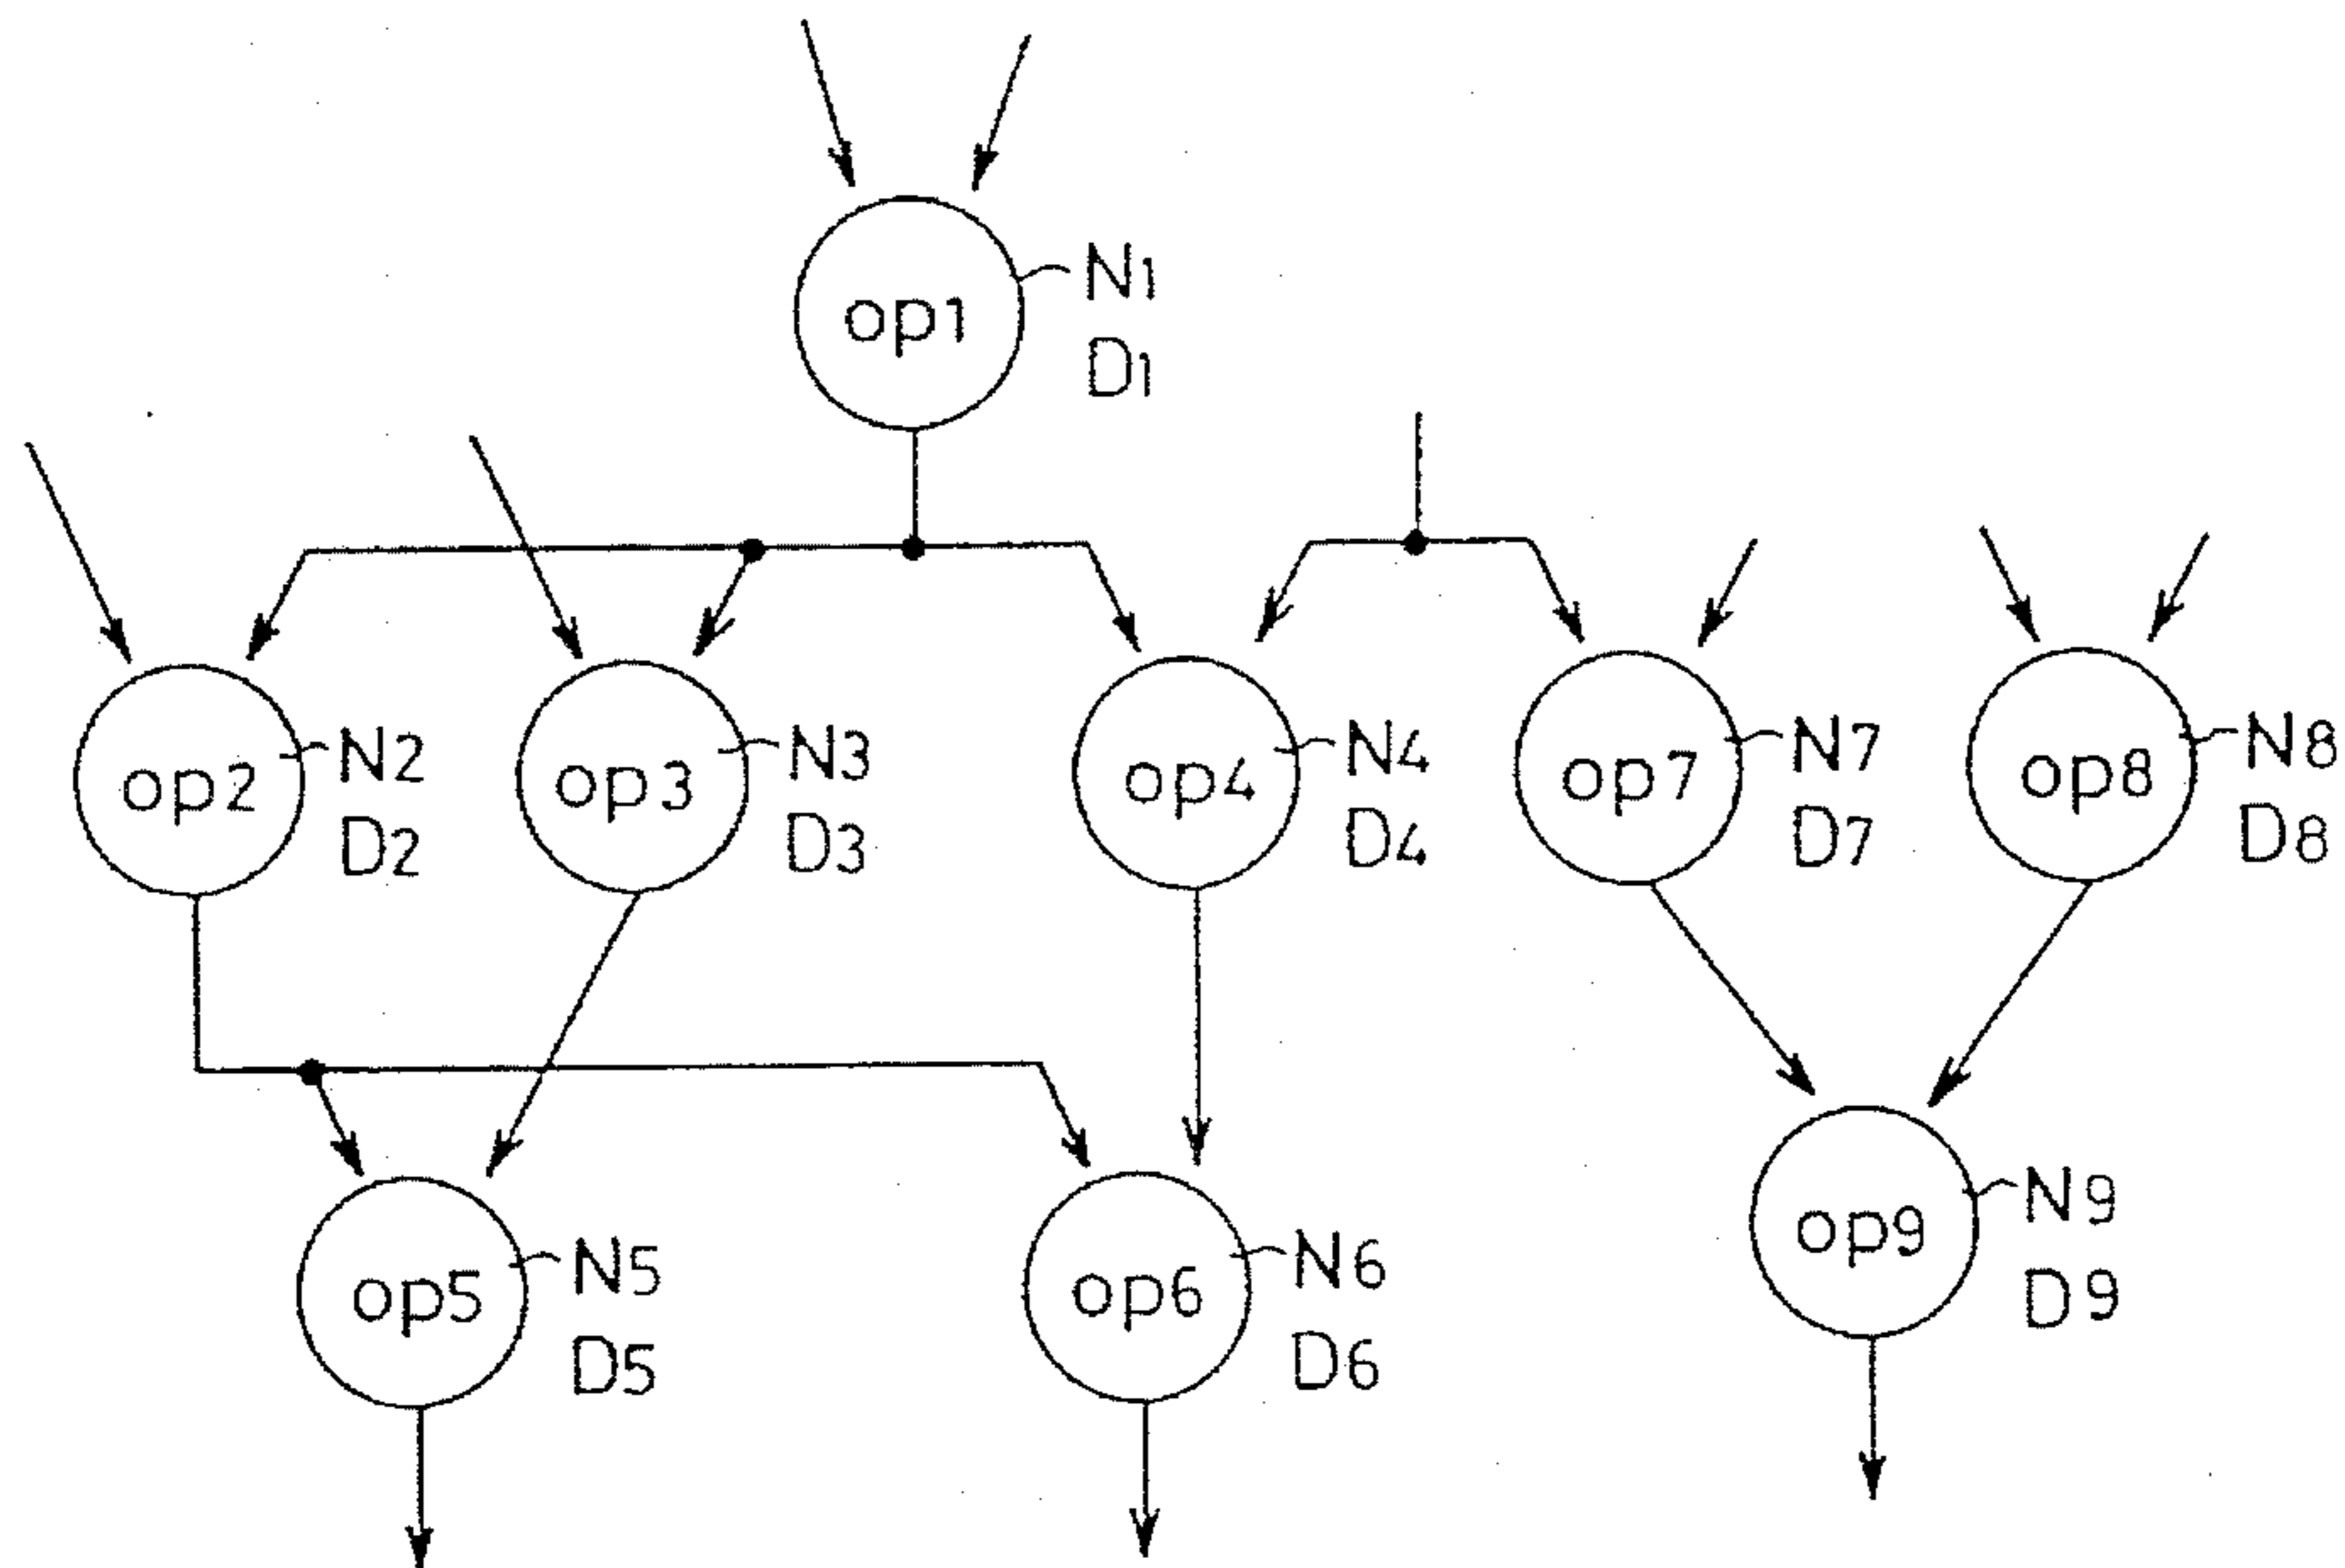 op1 N1
D1
op2 N2
D2
op3 N3
D3
op4 N4
D4
op7 N7
D7
op8 N8
D8
op5 N5
D5
op6 N6
D6
op9 N9
D9